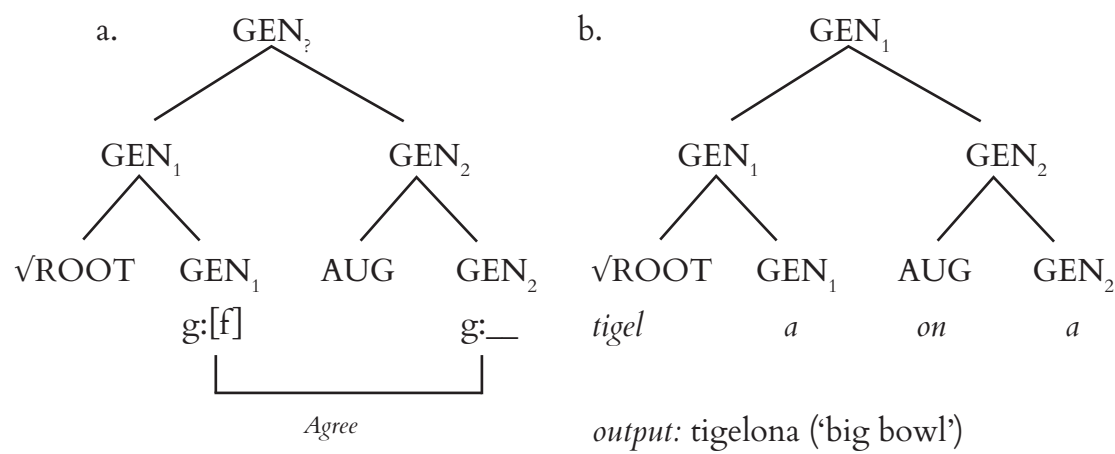 a. GEN? b. GEN1
GEN1 GEN2 GEN1 GEN2
√ROOT GEN1 AUG GEN2 √ROOT GEN1 AUG GEN2
g:[f] g:__ tigel a on a
Agree
output: tigelona (‘big bowl’)